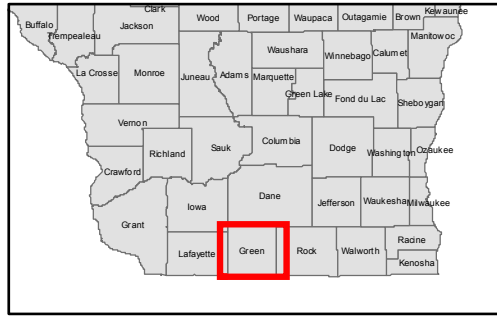 Clark
Wood
Portage
Waupaca
Outagamie
Brown
Kewaunee
Buffalo
Trempealeau
Jackson
Manitowoc
Waushara
Winnebago
Calumet
La Crosse
Monroe
Juneau
Adams
Marquette
Green Lake
Fond du Lac
Sheboygan
Vernon
Richland
Sauk
Columbia
Dodge
Washington
Ozaukee
Crawford
Grant
Iowa
Dane
Jefferson
Waukesha
Milwaukee
Lafayette
Green
Rock
Walworth
Racine
Kenosha